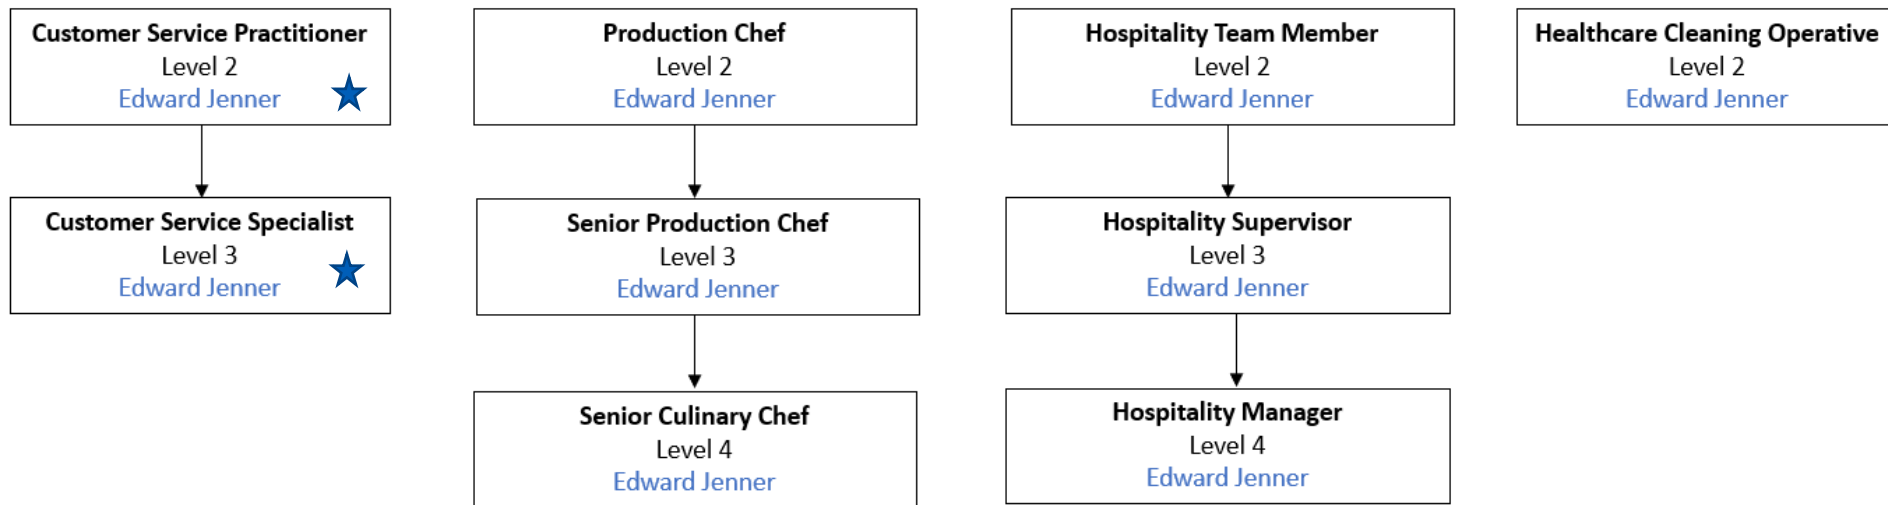 Customer Service Practitioner
Level 2
Edward Jenner
Production Chef
Level 2
Edward Jenner
Hospitality Team Member
Level 2
Edward Jenner
Healthcare Cleaning Operative
Level 2
Edward Jenner
Customer Service Specialist
Level 3
Edward Jenner
Senior Production Chef
Level 3
Edward Jenner
Hospitality Supervisor
Level 3
Edward Jenner
Senior Culinary Chef
Level 4
Edward Jenner
Hospitality Manager
Level 4
Edward Jenner